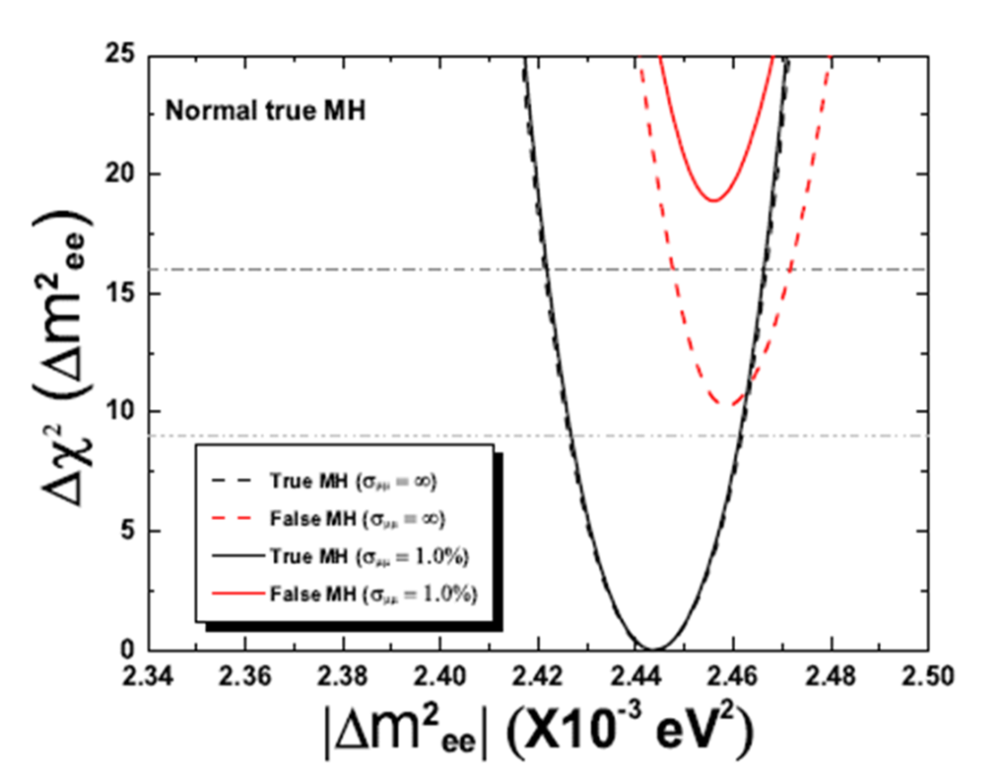 25
Normal true MH
20
15
10
5
0
Δχ² (Δm²ee)
True MH (σμμ = ∞)
False MH (σμμ = ∞)
True MH (σμμ = 1.0%)
False MH (σμμ = 1.0%)
2.34 2.36 2.38 2.40 2.42 2.44 2.46 2.48 2.50
|Δm²ee| (X10⁻³ eV²)